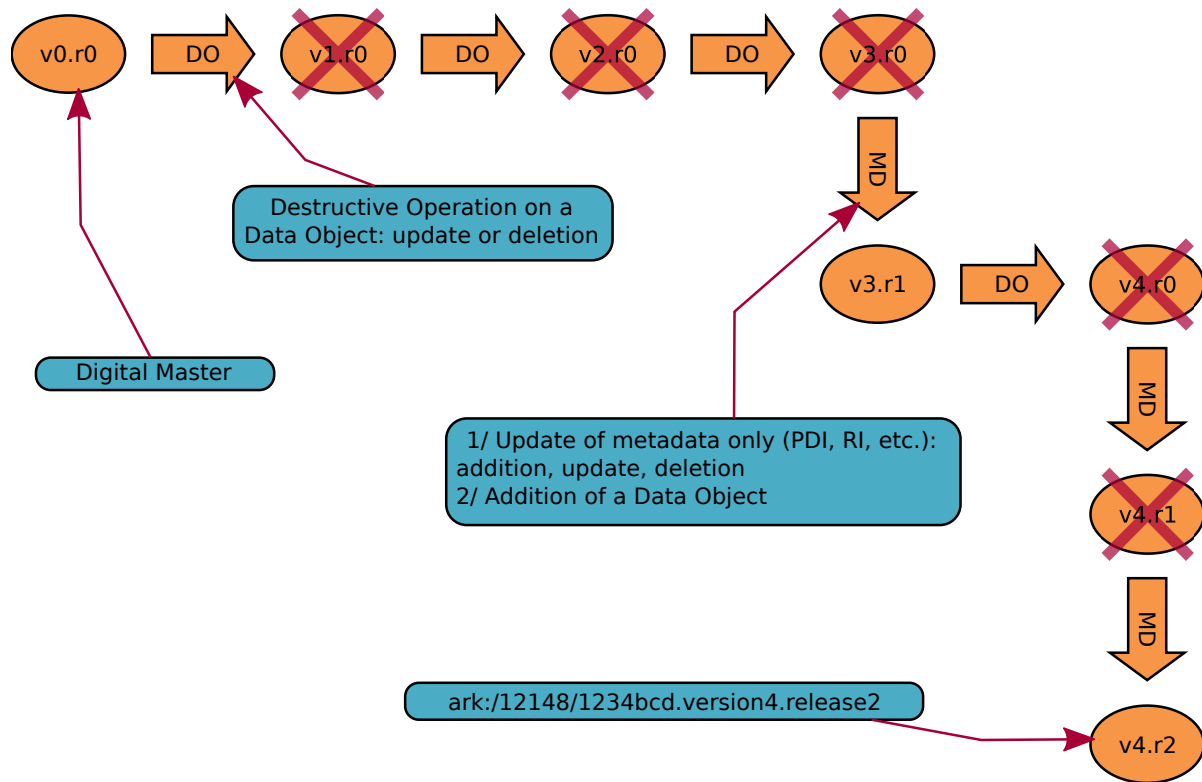 v0.r0
DO
v1.r0
DO
v2.r0
DO
v3.r0
MD
Destructive Operation on a
Data Object: update or deletion
v3.r1
DO
v4.r0
Digital Master
MD
1/ Update of metadata only (PDI, RI, etc.):
addition, update, deletion
2/ Addition of a Data Object
v4.r1
MD
ark:/12148/1234bcd.version4.release2
v4.r2